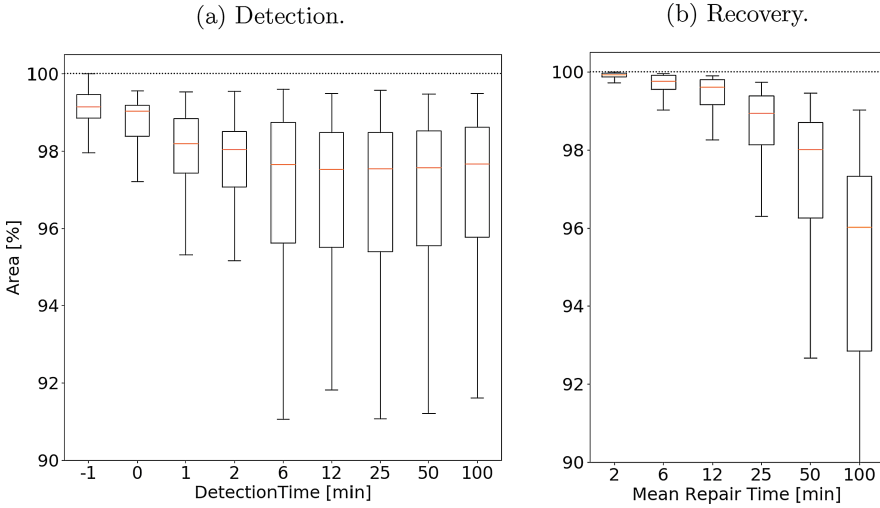 (a) Detection.
(b) Recovery.
Area [%]
100
98
96
94
92
90
-1 0 1 2 6 12 25 50 100
DetectionTime [min]
100
98
96
94
92
90
2 6 12 25 50 100
Mean Repair Time [min]